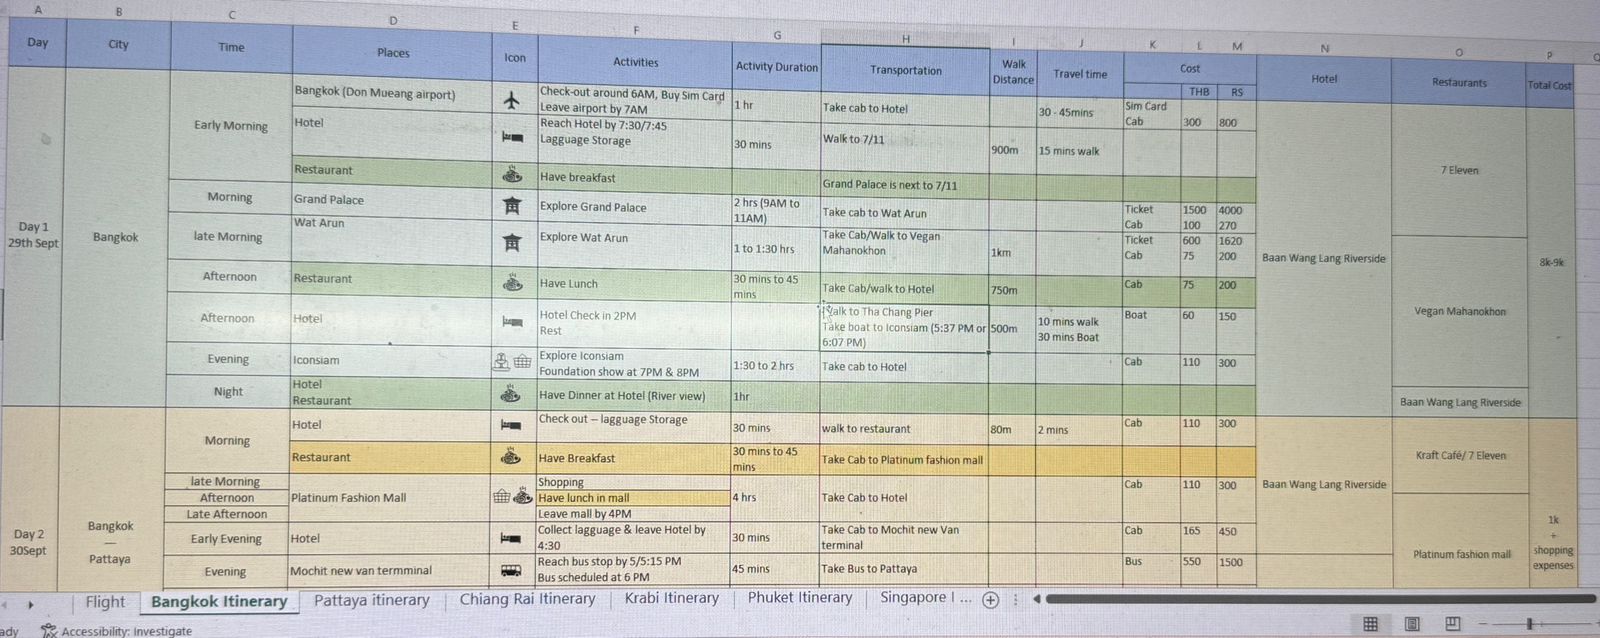 A B C D E F G H I J K L M N O P Q
Day City Time Places Icon Activities Activity Duration Transportation Walk Distance Travel time Cost Hotel Restaurants Total Cost
THB RS
Day 1
29th Sept
Bangkok
Early Morning
Bangkok (Don Mueang airport)
Check-out around 6AM, Buy Sim Card
Leave airport by 7AM
1 hr
Take cab to Hotel
30 - 45mins
Sim Card
Cab 300 800
Hotel
Reach Hotel by 7:30/7:45
Lagguage Storage
30 mins
Walk to 7/11
900m
15 mins walk
Restaurant
Have breakfast
Grand Palace is next to 7/11
7 Eleven
Morning
Grand Palace
Explore Grand Palace
2 hrs (9AM to
11AM)
Take cab to Wat Arun
Ticket 1500 4000
Cab 100 270
late Morning
Wat Arun
Explore Wat Arun
1 to 1:30 hrs
Take Cab/Walk to Vegan
Mahanokhon
1km
Ticket 600 1620
Cab 75 200
Baan Wang Lang Riverside
8k-9k
Afternoon
Restaurant
Have Lunch
30 mins to 45
mins
Take Cab/walk to Hotel
750m
Cab 75 200
Afternoon
Hotel
Hotel Check in 2PM
Rest
Walk to Tha Chang Pier
Take boat to Iconsiam (5:37 PM or
6:07 PM)
500m
10 mins walk
30 mins Boat
Boat 60 150
Vegan Mahanokhon
Evening
Iconsiam
Explore Iconsiam
Foundation show at 7PM & 8PM
1:30 to 2 hrs
Take cab to Hotel
Cab 110 300
Night
Hotel
Restaurant
Have Dinner at Hotel (River view)
1hr
Baan Wang Lang Riverside
Day 2
30Sept
Bangkok
—
Pattaya
Morning
Hotel
Check out – lagguage Storage
30 mins
walk to restaurant
80m
2 mins
Cab 110 300
Restaurant
Have Breakfast
30 mins to 45
mins
Take Cab to Platinum fashion mall
Kraft Café/ 7 Eleven
late Morning
Afternoon
Late Afternoon
Platinum Fashion Mall
Shopping
Have lunch in mall
Leave mall by 4PM
4 hrs
Take Cab to Hotel
Cab 110 300
Baan Wang Lang Riverside
Early Evening
Hotel
Collect lagguage & leave Hotel by
4:30
30 mins
Take Cab to Mochit new Van
terminal
Cab 165 450
Platinum fashion mall
1k
+
shopping
expenses
Evening
Mochit new van termminal
Reach bus stop by 5/5:15 PM
Bus scheduled at 6 PM
45 mins
Take Bus to Pattaya
Bus 550 1500
Flight Bangkok Itinerary Pattaya itinerary Chiang Rai Itinerary Krabi Itinerary Phuket Itinerary Singapore I ...
ady Accessibility: Investigate